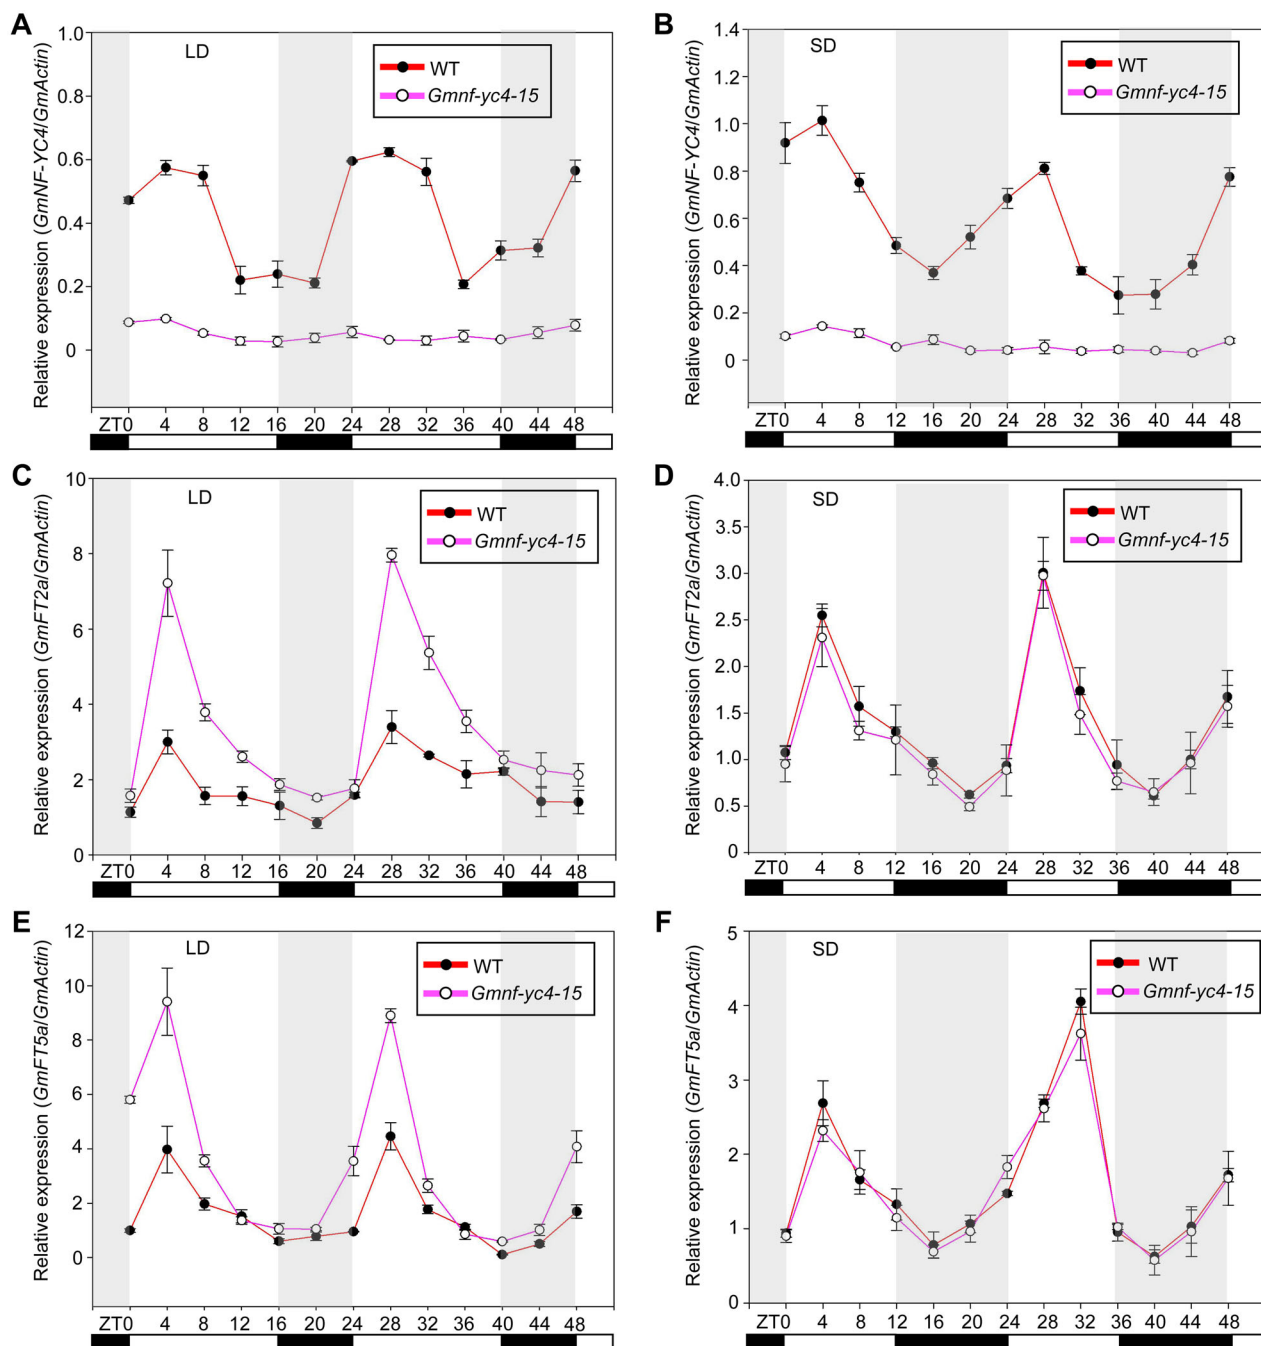 A
LD
WT
Gmnf-yc4-15
Relative expression (GmNF-YC4/GmActin)
1.0
0.8
0.6
0.4
0.2
0
ZT0 4 8 12 16 20 24 28 32 36 40 44 48
B
SD
WT
Gmnf-yc4-15
Relative expression (GmNF-YC4/GmActin)
1.4
1.2
1.0
0.8
0.6
0.4
0.2
0
ZT0 4 8 12 16 20 24 28 32 36 40 44 48
C
LD
WT
Gmnf-yc4-15
Relative expression (GmFT2a/GmActin)
10
8
6
4
2
0
ZT0 4 8 12 16 20 24 28 32 36 40 44 48
D
SD
WT
Gmnf-yc4-15
Relative expression (GmFT2a/GmActin)
4.0
3.0
2.5
2.0
1.5
1.0
0.5
0
ZT0 4 8 12 16 20 24 28 32 36 40 44 48
E
LD
WT
Gmnf-yc4-15
Relative expression (GmFT5a/GmActin)
12
10
8
6
4
2
0
ZT0 4 8 12 16 20 24 28 32 36 40 44 48
F
SD
WT
Gmnf-yc4-15
Relative expression (GmFT5a/GmActin)
5
4
3
2
1
0
ZT0 4 8 12 16 20 24 28 32 36 40 44 48